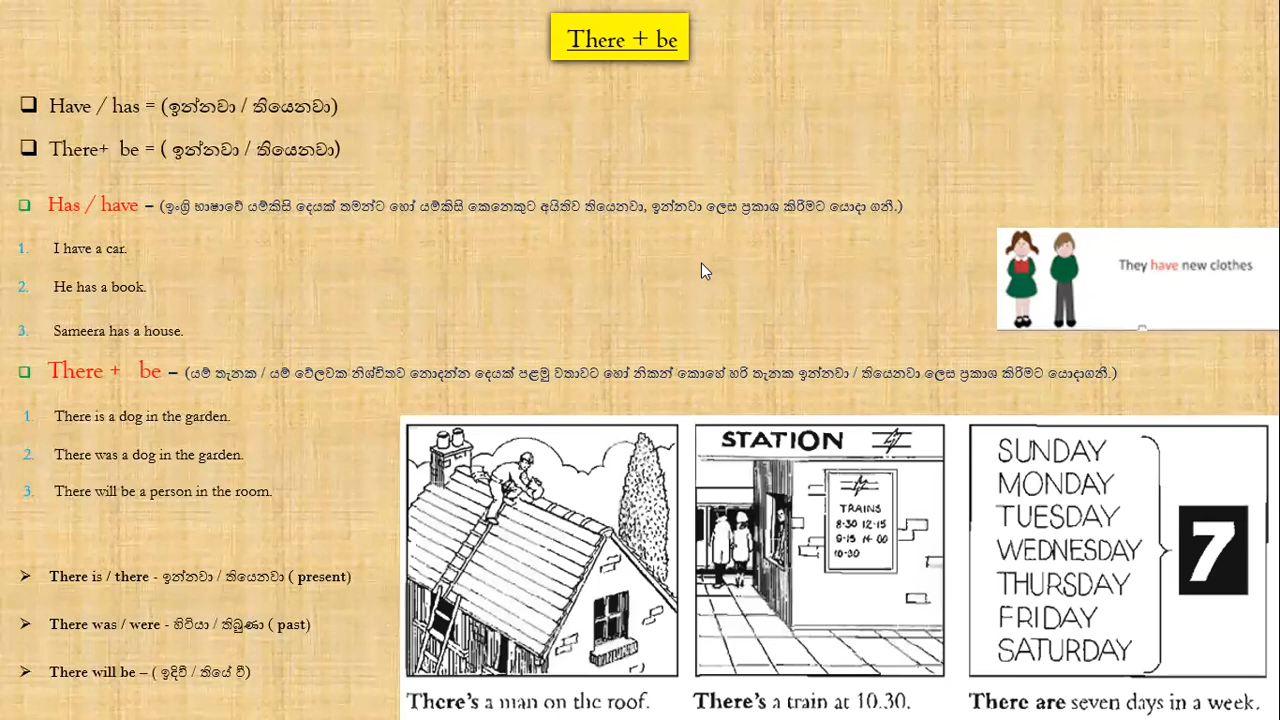 There + be
Have / has = (ඉන්නවා / තියෙනවා)
There+ be = ( ඉන්නවා / තියෙනවා)
Has / have – (ඉංග්‍රී භාෂාවේ යම්කිසි දෙයක් තමන්ට හෝ යම්කිසි කෙනෙකුට අයිතිව තියෙනවා, ඉන්නවා ලෙස ප්‍රකාශ කිරීමට යොදා ගනී.)
1. I have a car.
2. He has a book.
They have new clothes
3. Sameera has a house.
There + be – (යම් තැනක / යම් වේලවක නිශ්චිතව නොදන්න දෙයක් පළමු වතාවට හෝ නිකන් කොහේ හරි තැනක ඉන්නවා / තියෙනවා ලෙස ප්‍රකාශ කිරීමට යොදාගනී.)
1. There is a dog in the garden.
2. There was a dog in the garden.
3. There will be a person in the room.
There is / there - ඉන්නවා / තියෙනවා ( present)
There was / were - හිටියා / තිබුණා ( past)
There will be – ( ඉදිවී / තියේ වී)
There's a man on the roof.
STATION
TRAINS
8·30 12·15
9·15 14·00
10·30
There's a train at 10.30.
SUNDAY
MONDAY
TUESDAY
WEDNESDAY
THURSDAY
FRIDAY
SATURDAY
7
There are seven days in a week.